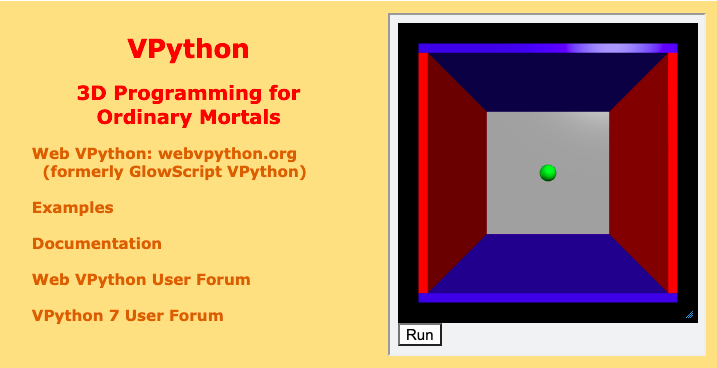 VPython
3D Programming for
Ordinary Mortals
Web VPython: webvpython.org
(formerly GlowScript VPython)
Examples
Documentation
Web VPython User Forum
VPython 7 User Forum
Run